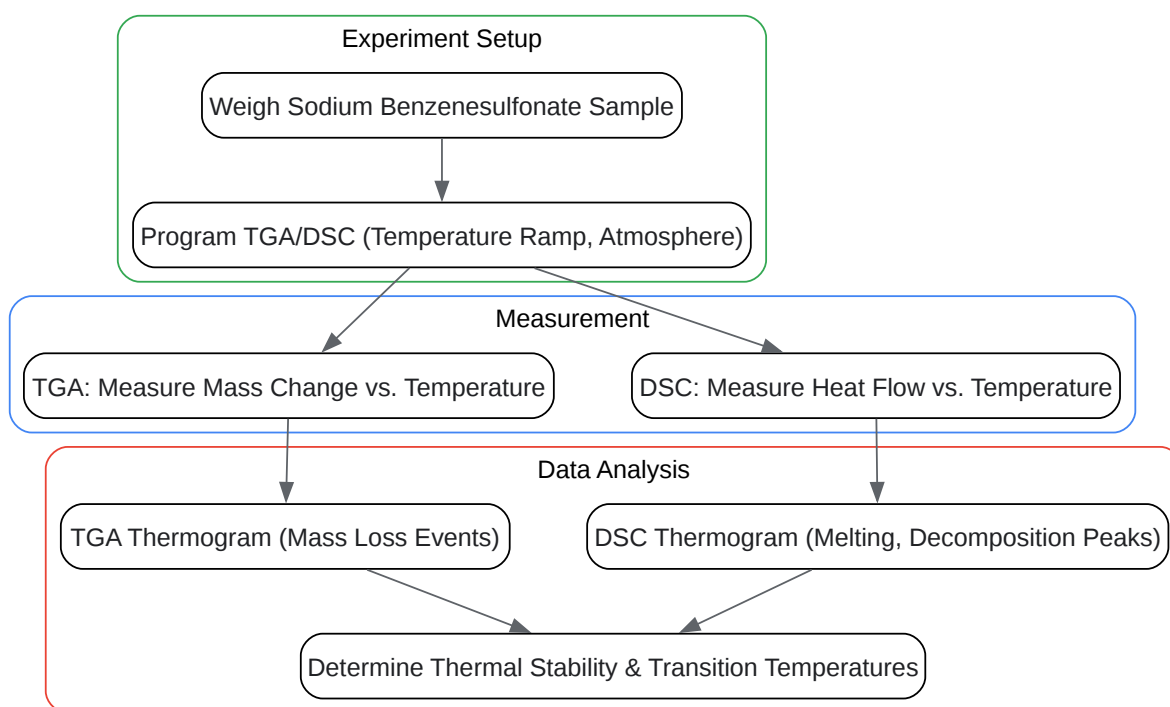 Experiment Setup
Weigh Sodium Benzenesulfonate Sample
Program TGA/DSC (Temperature Ramp, Atmosphere)
Measurement
TGA: Measure Mass Change vs. Temperature
DSC: Measure Heat Flow vs. Temperature
Data Analysis
TGA Thermogram (Mass Loss Events)
DSC Thermogram (Melting, Decomposition Peaks)
Determine Thermal Stability & Transition Temperatures